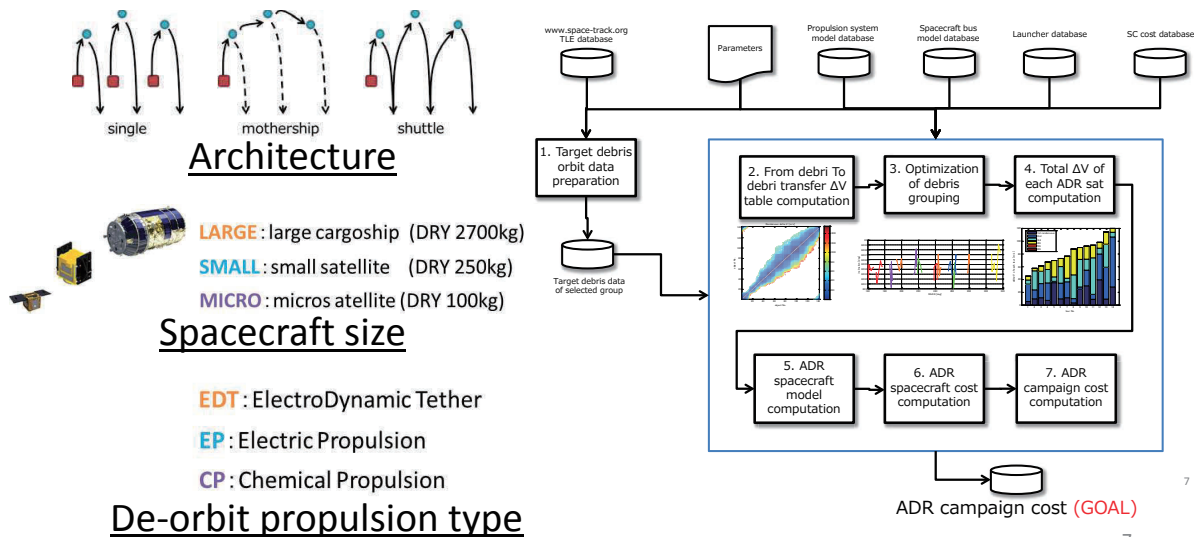 single
mothership
shuttle
Architecture
LARGE : large cargoship (DRY 2700kg)
SMALL : small satellite (DRY 250kg)
MICRO : micros atellite (DRY 100kg)
Spacecraft size
EDT : ElectroDynamic Tether
EP : Electric Propulsion
CP : Chemical Propulsion
De-orbit propulsion type
www.space-track.org
TLE database
Parameters
Propulsion system
model database
Spacecraft bus
model database
Launcher database
SC cost database
1. Target debris
orbit data
preparation
Target debris data
of selected group
2. From debri To
debri transfer ΔV
table computation
3. Optimization
of debris
grouping
4. Total ΔV of
each ADR sat
computation
5. ADR
spacecraft
model
computation
6. ADR
spacecraft cost
computation
7. ADR
campaign cost
computation
ADR campaign cost (GOAL)
7
7